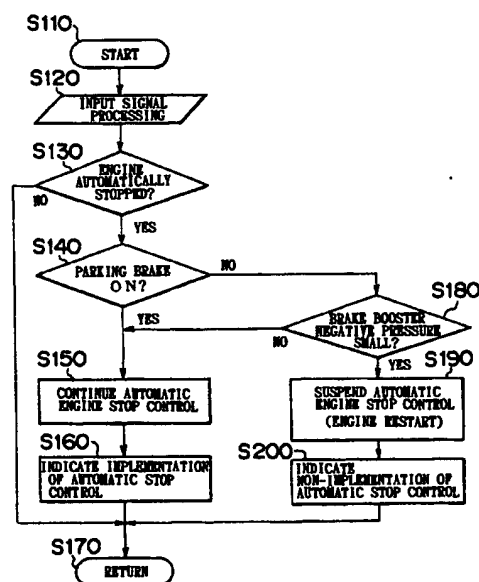 S110
START
S120
INPUT SIGNAL
PROCESSING
S130
ENGINE
AUTOMATICALLY
STOPPED?
NO
YES
S140
PARKING BRAKE
ON?
NO
YES
S180
BRAKE BOOSTER
NEGATIVE PRESSURE
SMALL?
NO
YES
S150
CONTINUE AUTOMATIC
ENGINE STOP CONTROL
S190
SUSPEND AUTOMATIC
ENGINE STOP CONTROL
(ENGINE RESTART)
S160
INDICATE IMPLEMENTATION
OF AUTOMATIC STOP
CONTROL
S200
INDICATE
NON-IMPLEMENTATION OF
AUTOMATIC STOP CONTROL
S170
RETURN